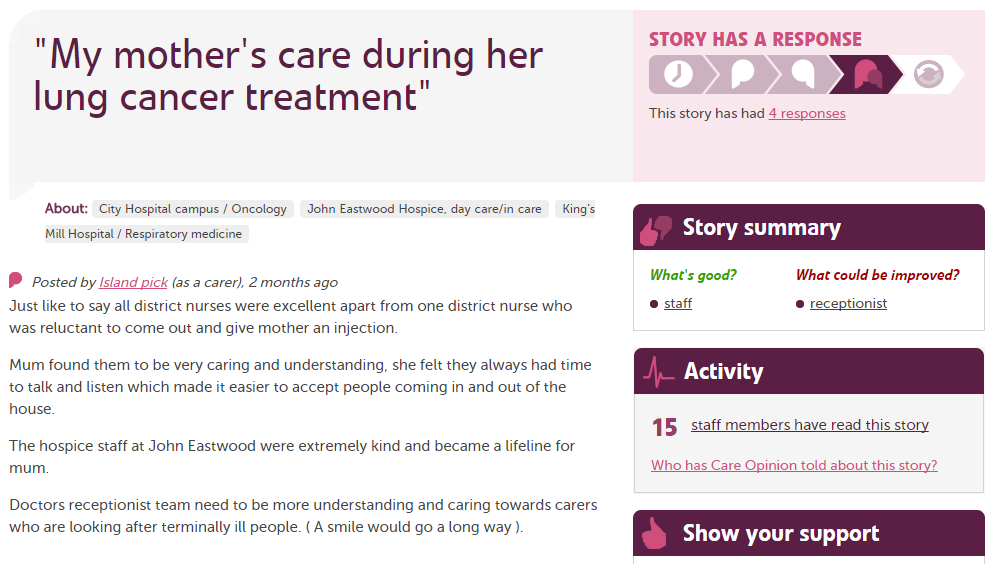 "My mother's care during her
lung cancer treatment"
STORY HAS A RESPONSE
This story has had 4 responses
About: City Hospital campus / Oncology John Eastwood Hospice, day care/in care King's
Mill Hospital / Respiratory medicine
Posted by Island pick (as a carer), 2 months ago
Just like to say all district nurses were excellent apart from one district nurse who
was reluctant to come out and give mother an injection.
Mum found them to be very caring and understanding, she felt they always had time
to talk and listen which made it easier to accept people coming in and out of the
house.
The hospice staff at John Eastwood were extremely kind and became a lifeline for
mum.
Doctors receptionist team need to be more understanding and caring towards carers
who are looking after terminally ill people. ( A smile would go a long way ).
Story summary
What's good? What could be improved?
staff receptionist
Activity
15 staff members have read this story
Who has Care Opinion told about this story?
Show your support